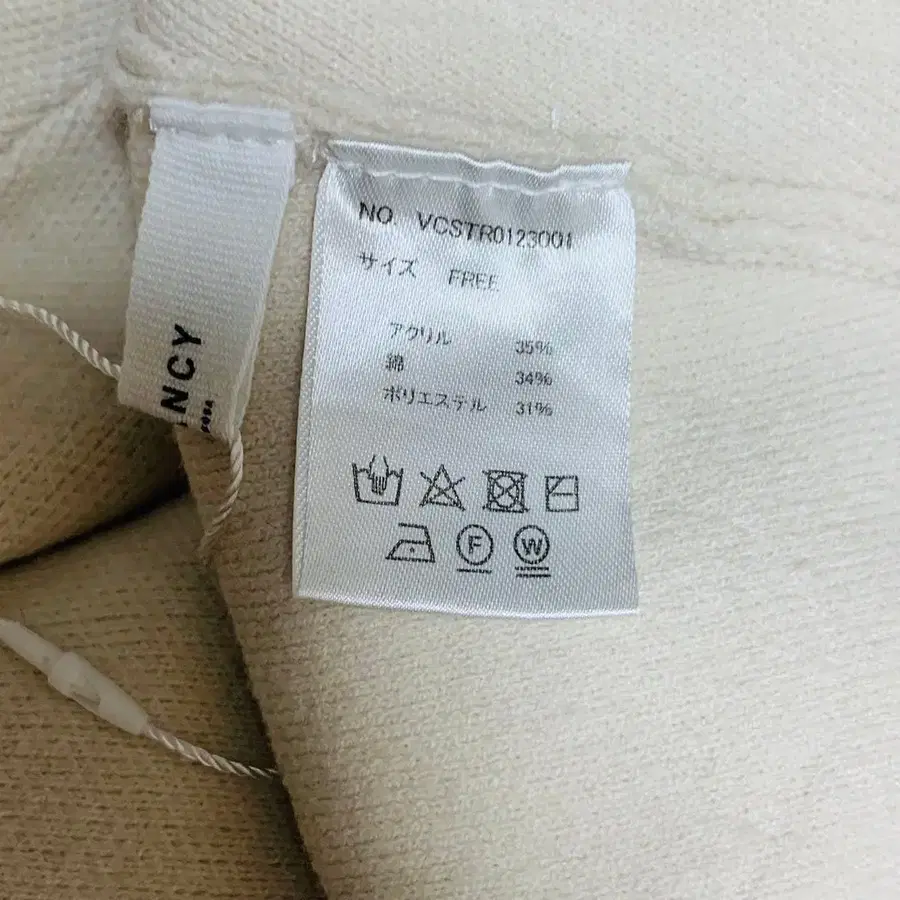 NO. VCSTR0123001
サイズ FREE
アクリル 35%
綿 34%
ポリエステル 31%
F W
NCY